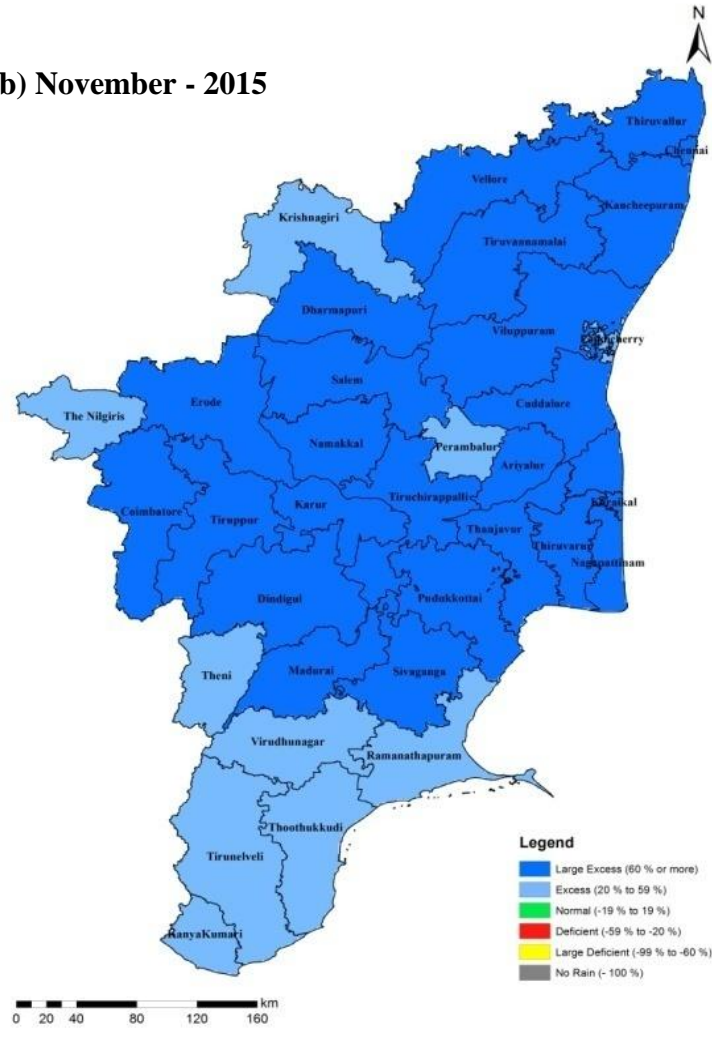 N
b) November - 2015
Thiruvallur
Chennai
Vellore
Kancheepuram
Krishnagiri
Tiruvannamalai
Dharmapuri
Viluppuram
Salem
Erode
Cuddalore
The Nilgiris
Namakkal
Perambalur
Ariyalur
Tiruchirappalli
Karur
Coimbatore
Tiruppur
Thanjavur
Thiruvarur
Nagapattinam
Dindigul
Pudukkottai
Theni
Madurai
Sivaganga
Virudhunagar
Ramanathapuram
Thoothukkudi
Tirunelveli
KanyaKumari
Legend
Large Excess (60 % or more)
Excess (20 % to 59 %)
Normal (-19 % to 19 %)
Deficient (-59 % to -20 %)
Large Deficient (-99 % to -60 %)
No Rain (- 100 %)
km
0 20 40 80 120 160